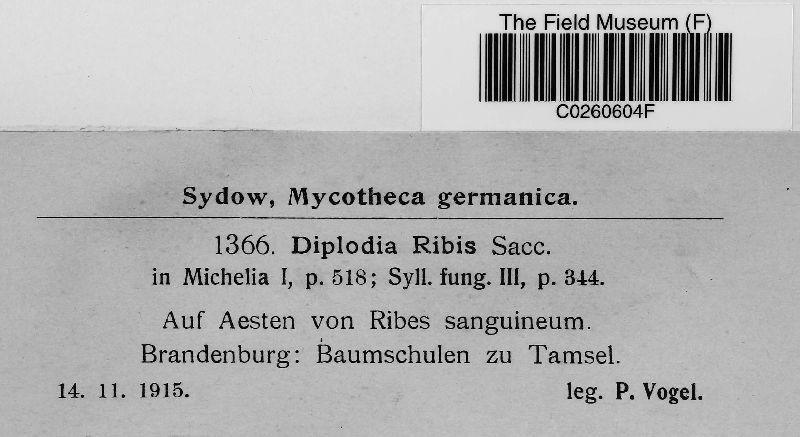 The Field Museum (F)
C0260604F
Sydow, Mycotheca germanica.
1366. Diplodia Ribis Sacc.
in Michelia I, p. 518; Syll. fung. III, p. 344.
Auf Aesten von Ribes sanguineum.
Brandenburg: Baumschulen zu Tamsel.
14. 11. 1915. leg. P. Vogel.